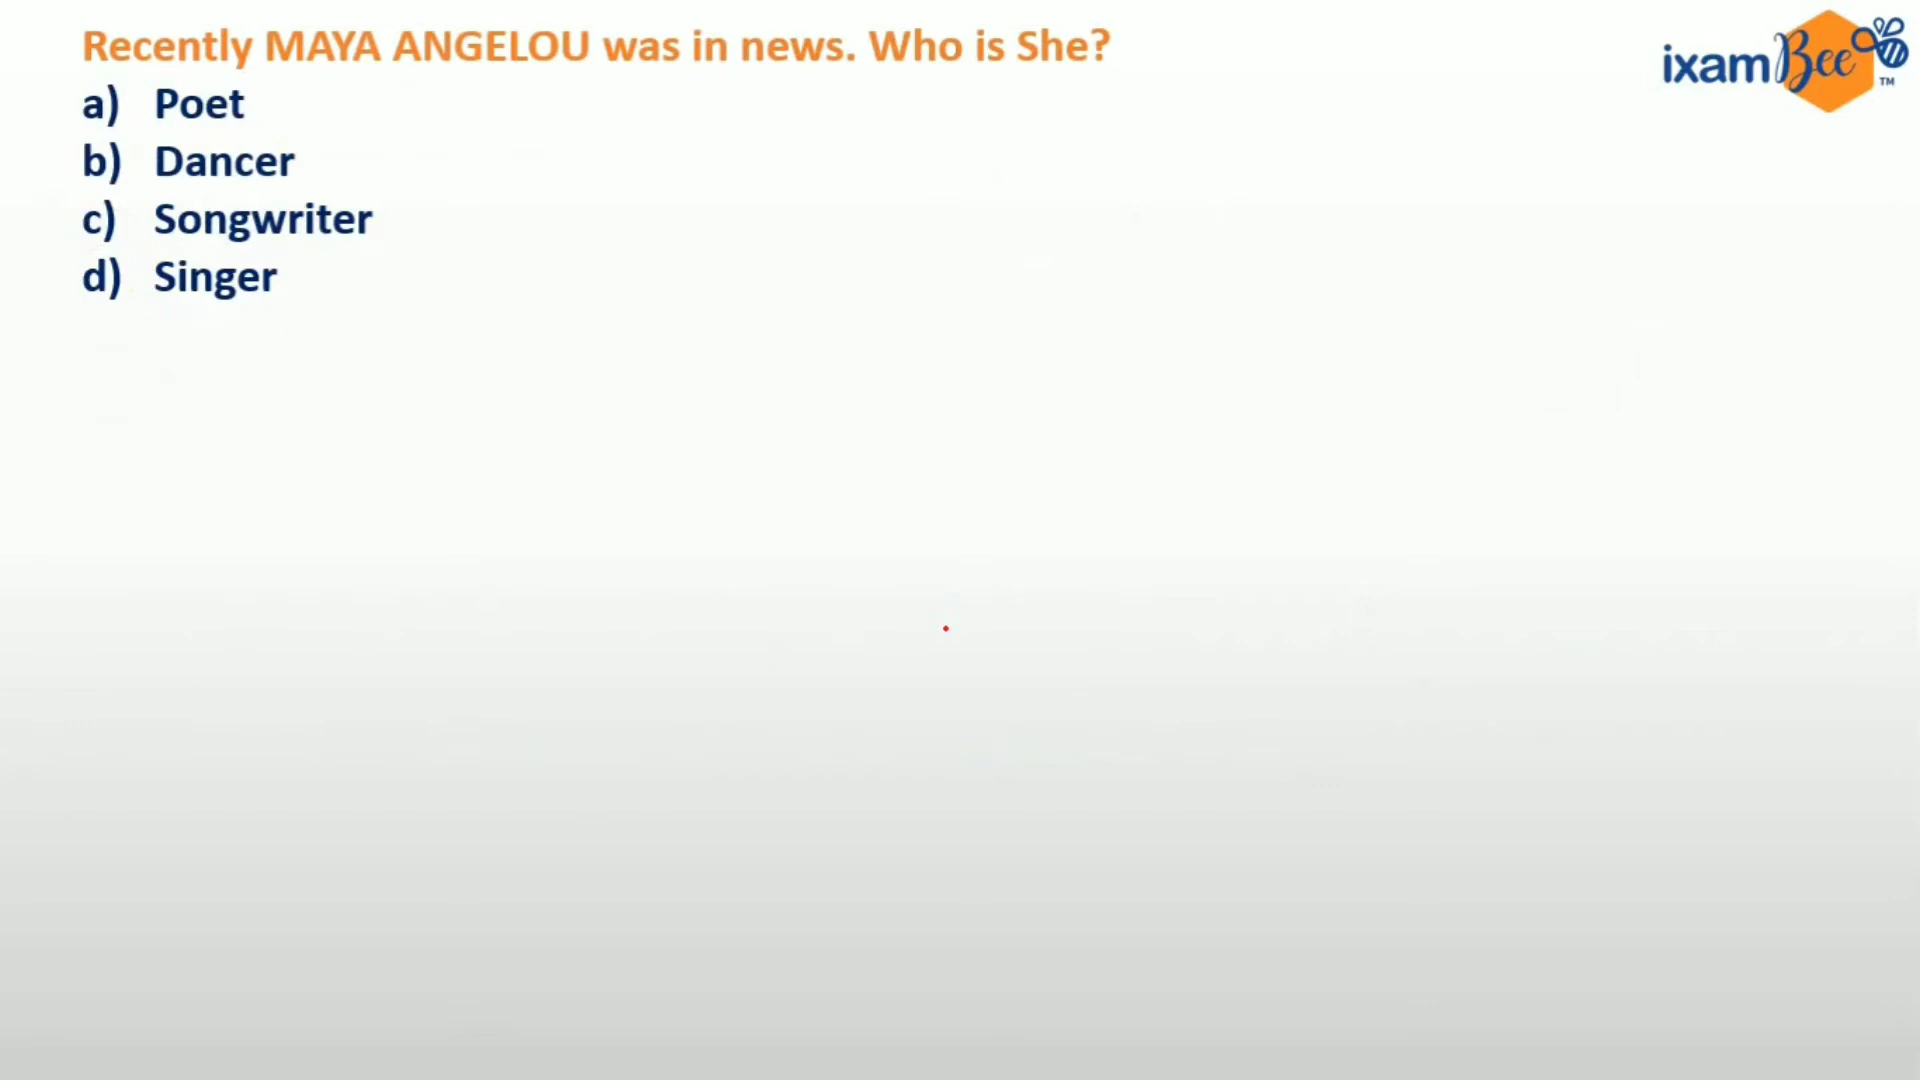 Recently MAYA ANGELOU was in news. Who is She?
a) Poet
b) Dancer
c) Songwriter
d) Singer
ixamBee
TM